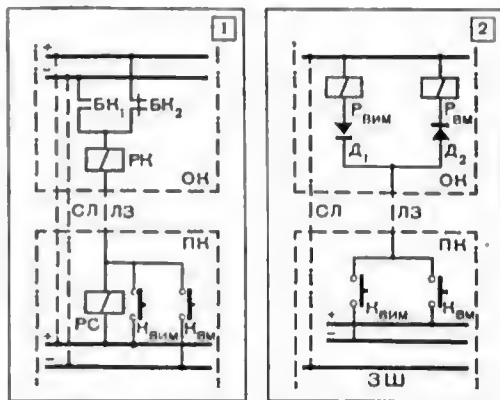 1
+
−
БК₁
БК₂
РК
ОК
СЛ
ЛЗ
ПК
РС
Квим
Квм
+
−
2
Рвим
Рвм
Д₁
Д₂
ОК
СЛ
ЛЗ
ПК
Квим
Квм
+
−
ЗШ